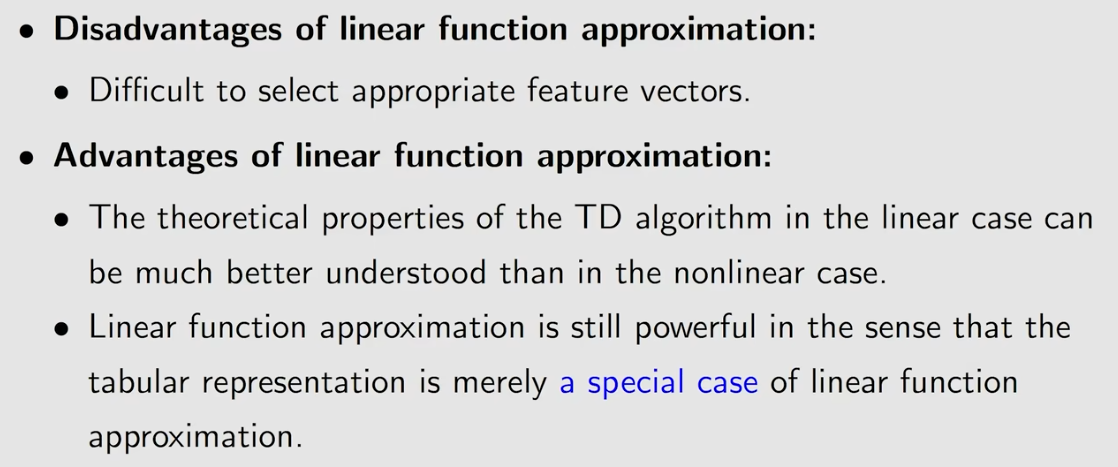 • Disadvantages of linear function approximation:
• Difficult to select appropriate feature vectors.
• Advantages of linear function approximation:
• The theoretical properties of the TD algorithm in the linear case can
be much better understood than in the nonlinear case.
• Linear function approximation is still powerful in the sense that the
tabular representation is merely a special case of linear function
approximation.